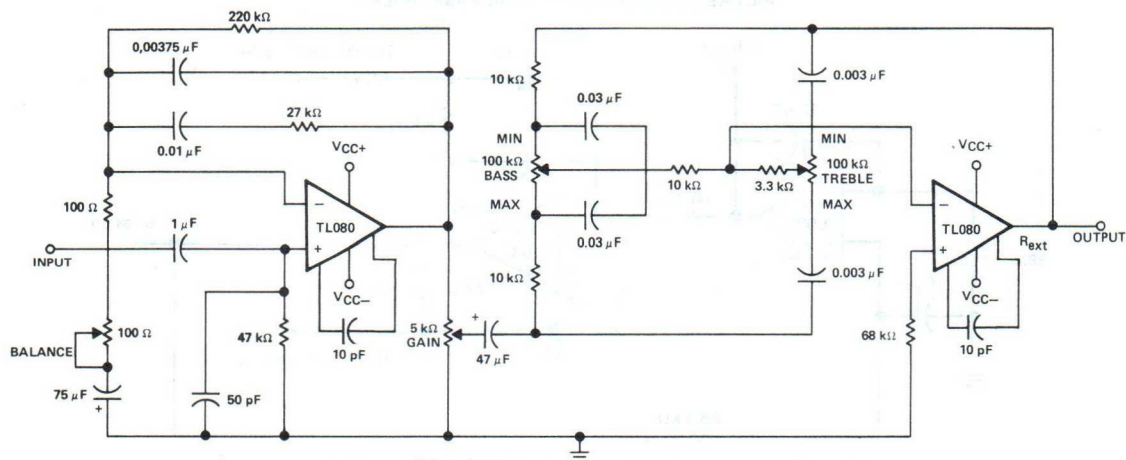 220 kΩ
0,00375 µF
27 kΩ
0.01 µF
VCC+
100 Ω
1 µF
−
+
TL080
INPUT
VCC−
100 Ω
BALANCE
47 kΩ
10 pF
5 kΩ
GAIN
+
47 µF
75 µF
+
50 pF
10 kΩ
0.03 µF
0.003 µF
MIN
100 kΩ
BASS
MAX
10 kΩ
3.3 kΩ
MIN
100 kΩ
TREBLE
MAX
0.03 µF
10 kΩ
0.003 µF
VCC+
−
+
TL080
Rext
OUTPUT
VCC−
68 kΩ
10 pF